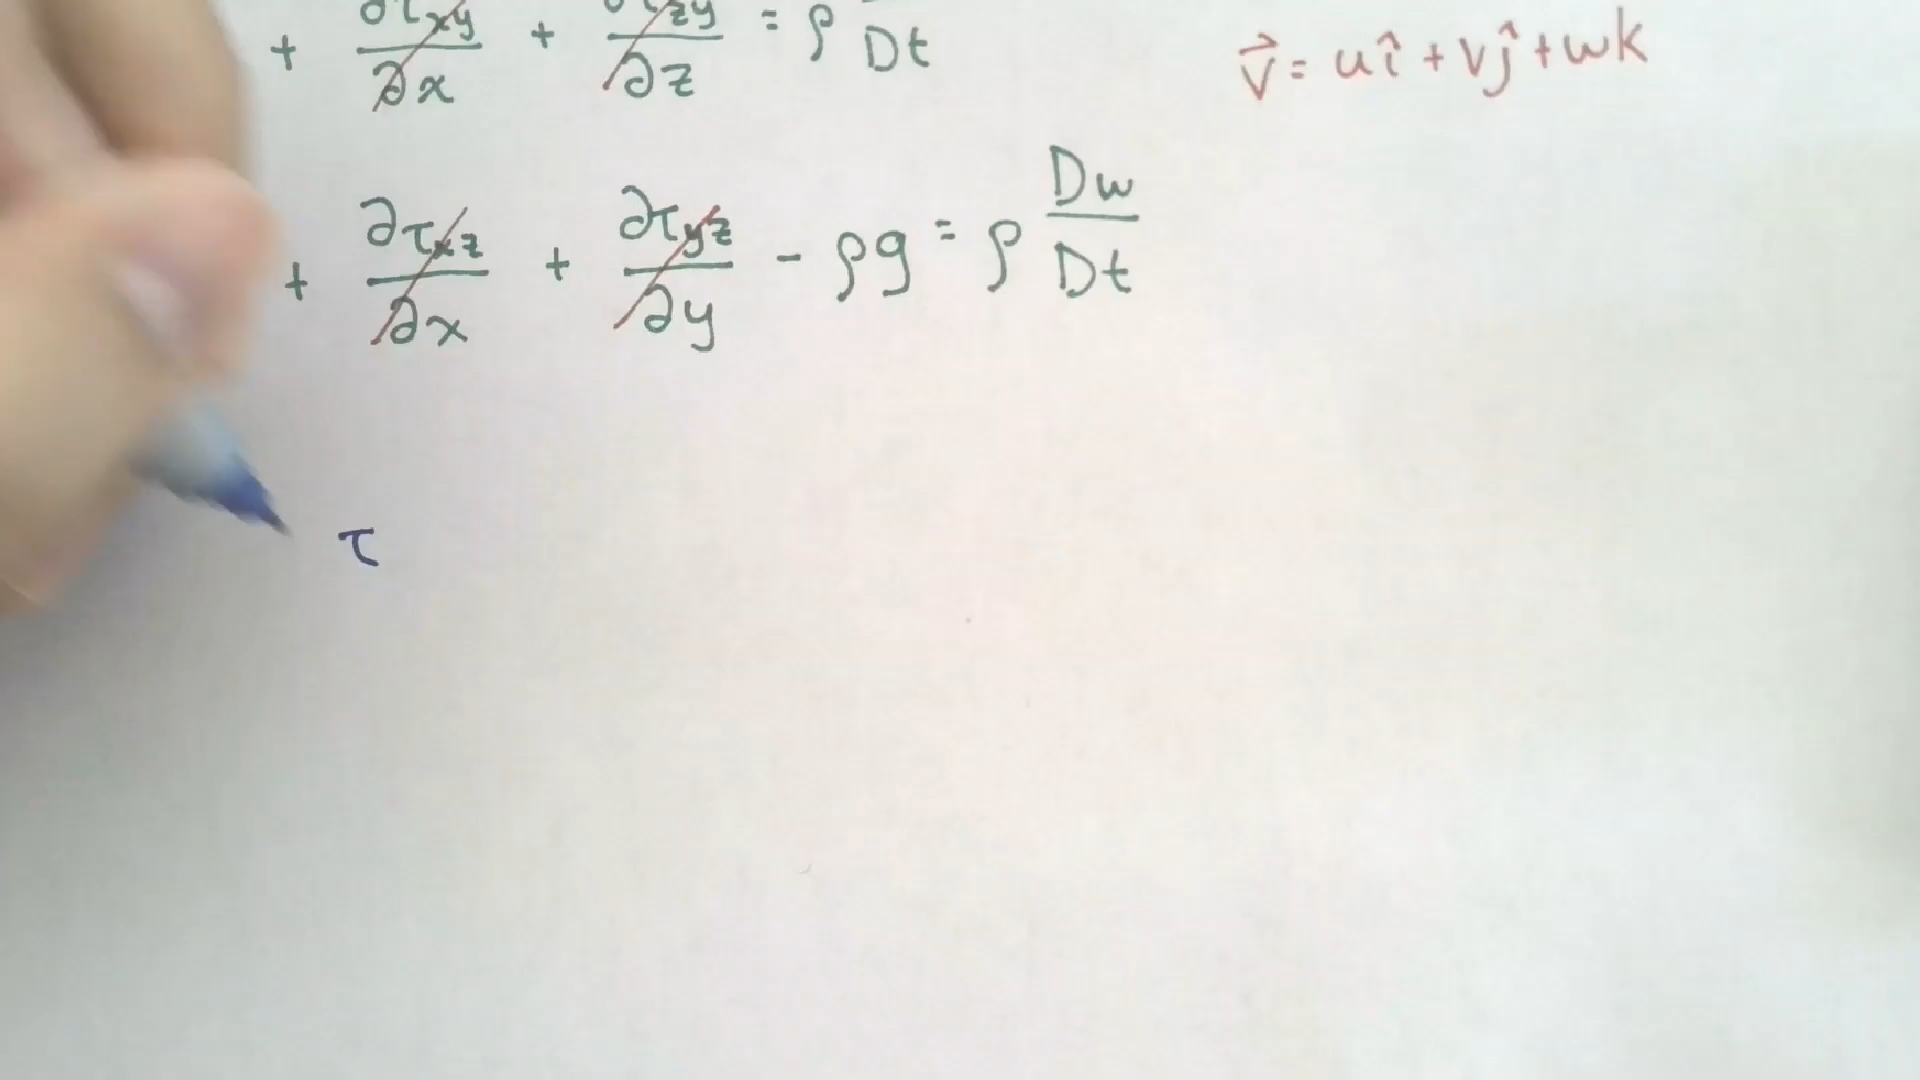 + ∂τxy/∂x + ∂τzy/∂z = ρ Dt
V⃗ = uî + vĵ + wk
+ ∂τxz/∂x + ∂τyz/∂y - ρg = ρ Dw/Dt
τ